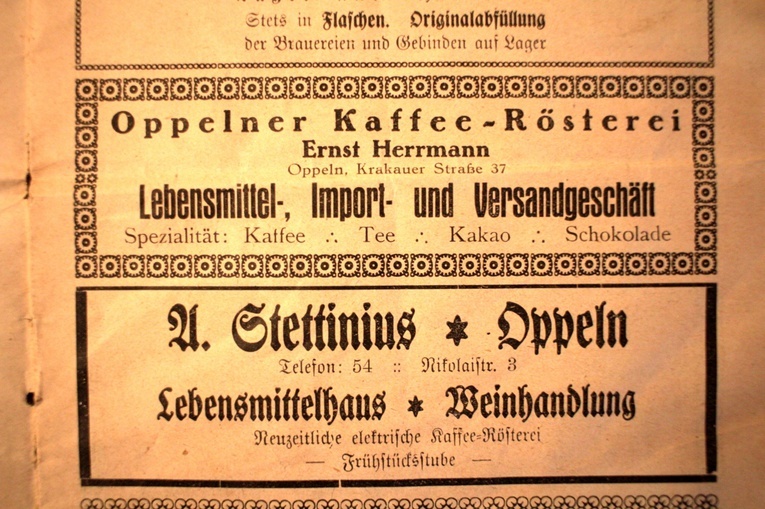 Stets in Flaschen. Originalabfüllung
der Brauereien und Gebinden auf Lager
Oppelner Kaffee-Rösterei
Ernst Herrmann
Oppeln, Krakauer Straße 37
Lebensmittel-, Import- und Versandgeschäft
Spezialität: Kaffee ∴ Tee ∴ Kakao ∴ Schokolade
A. Stettinius ✶ Oppeln
Telefon: 54 :: Nikolaistr. 3
Lebensmittelhaus ✶ Weinhandlung
Neuzeitliche elektrische Kaffee-Rösterei
— Frühstücksstube —